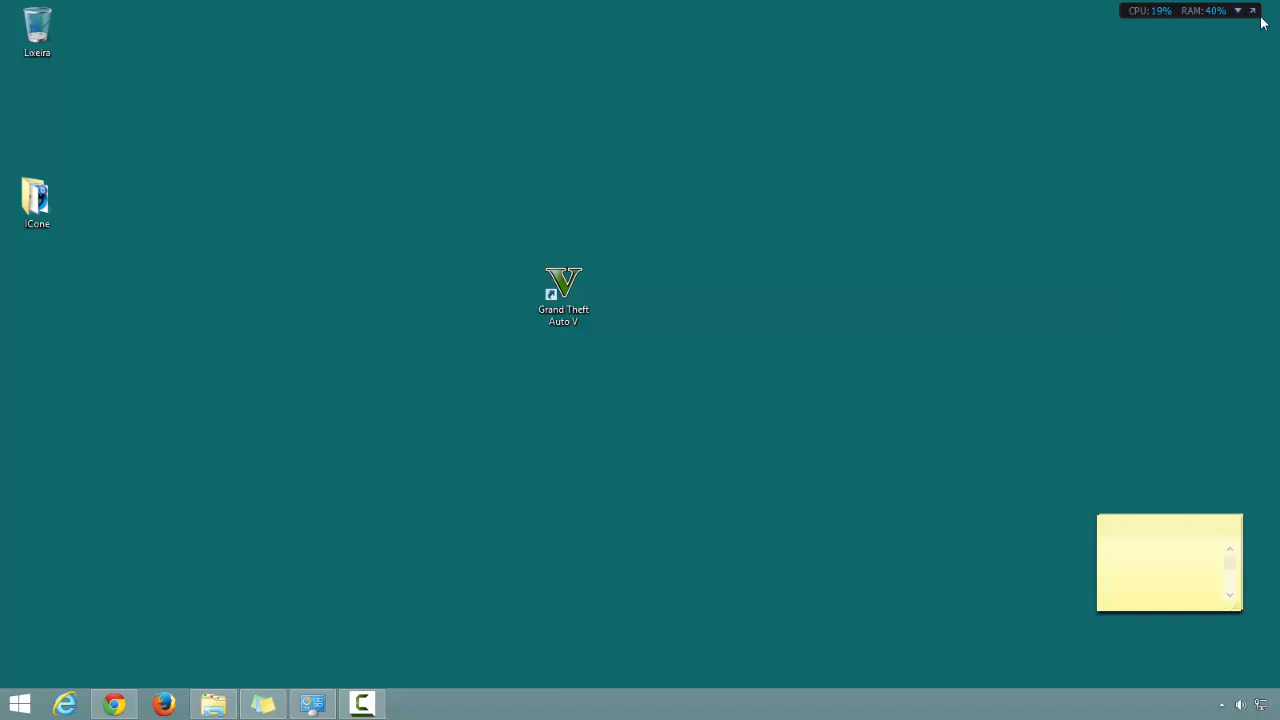 CPU: 19% RAM: 40%
Lixeira
ICone
Grand Theft
Auto V